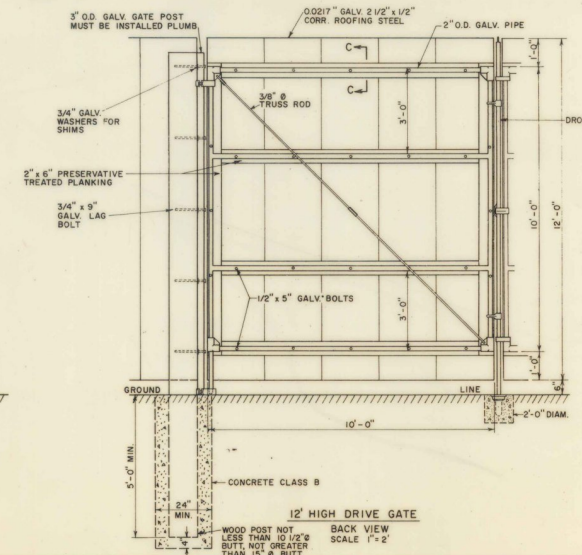 3" O.D. GALV. GATE POST
MUST BE INSTALLED PLUMB
0.0217" GALV. 2 1/2" x 1/2"
CORR. ROOFING STEEL
2" O.D. GALV. PIPE
C
C
3/8" Ø
TRUSS ROD
3/4" GALV.
WASHERS FOR
SHIMS
2" x 6" PRESERVATIVE
TREATED PLANKING
3/4" x 9"
GALV. LAG
BOLT
1/2" x 5" GALV. BOLTS
3'-0"
3'-0"
1'-0"
10'-0"
12'-0"
1'-0"
6"
DRO
GROUND
LINE
10'-0"
2'-0" DIAM.
5'-0" MIN.
CONCRETE CLASS B
24"
MIN.
4"
WOOD POST NOT
LESS THAN 10 1/2" Ø
BUTT, NOT GREATER
THAN 15" Ø BUTT
12' HIGH DRIVE GATE
BACK VIEW
SCALE 1"=2'